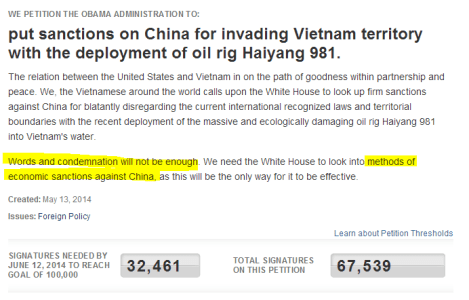 WE PETITION THE OBAMA ADMINISTRATION TO:
put sanctions on China for invading Vietnam territory
with the deployment of oil rig Haiyang 981.
The relation between the United States and Vietnam in on the path of goodness within partnership and
peace. We, the Vietnamese around the world calls upon the White House to look up firm sanctions
against China for blatantly disregarding the current international recognized laws and territorial
boundaries with the recent deployment of the massive and ecologically damaging oil rig Haiyang 981
into Vietnam's water.
Words and condemnation will not be enough. We need the White House to look into methods of
economic sanctions against China, as this will be the only way for it to be effective.
Created: May 13, 2014
Issues: Foreign Policy
Learn about Petition Thresholds
SIGNATURES NEEDED BY
JUNE 12, 2014 TO REACH
GOAL OF 100,000
32,461
TOTAL SIGNATURES
ON THIS PETITION
67,539